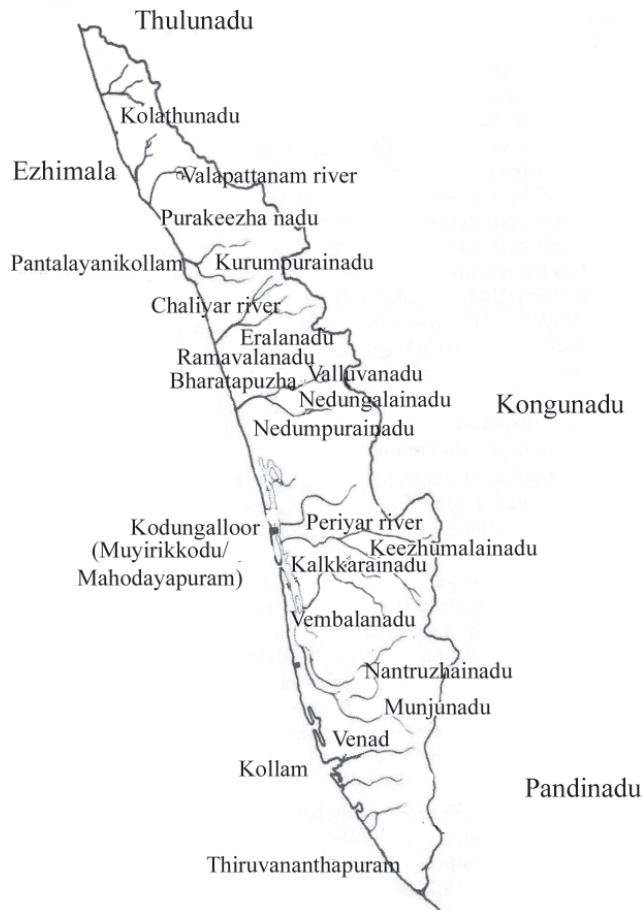 Thulunadu
Kolathunadu
Ezhimala
Valapattanam river
Purakeezha nadu
Pantalayanikollam
Kurumpurainadu
Chaliyar river
Eralanadu
Ramavalanadu
Bharatapuzha
Valluvanadu
Nedungalainadu
Kongunadu
Nedumpurainadu
Periyar river
Kodungalloor
(Muyirikkodu/
Mahodayapuram)
Keezhumalainadu
Kalkkarainadu
Vembalanadu
Nantruzhainadu
Munjunadu
Venad
Kollam
Pandinadu
Thiruvananthapuram